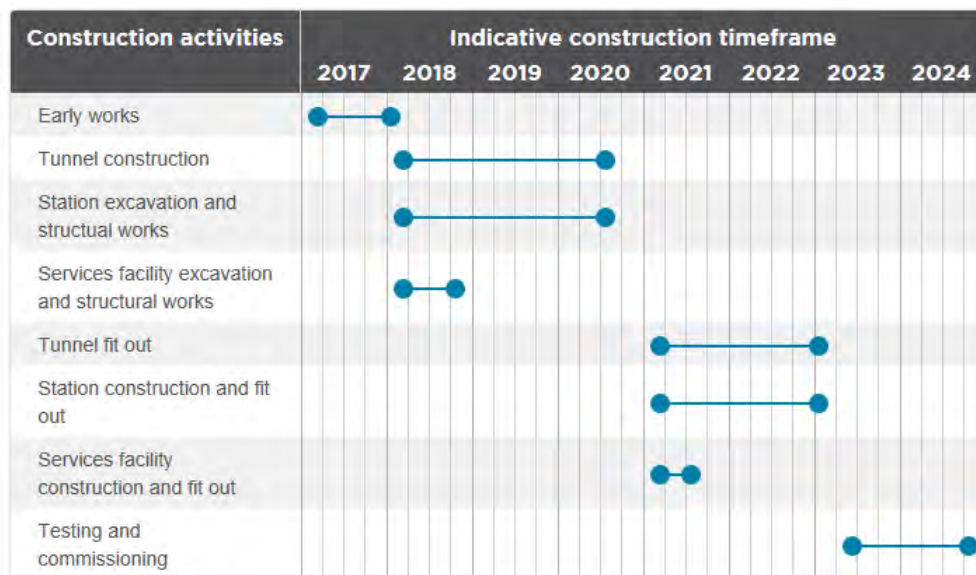 Construction activities
Indicative construction timeframe
2017 2018 2019 2020 2021 2022 2023 2024
Early works
Tunnel construction
Station excavation and
structual works
Services facility excavation
and structural works
Tunnel fit out
Station construction and fit
out
Services facility
construction and fit out
Testing and
commissioning